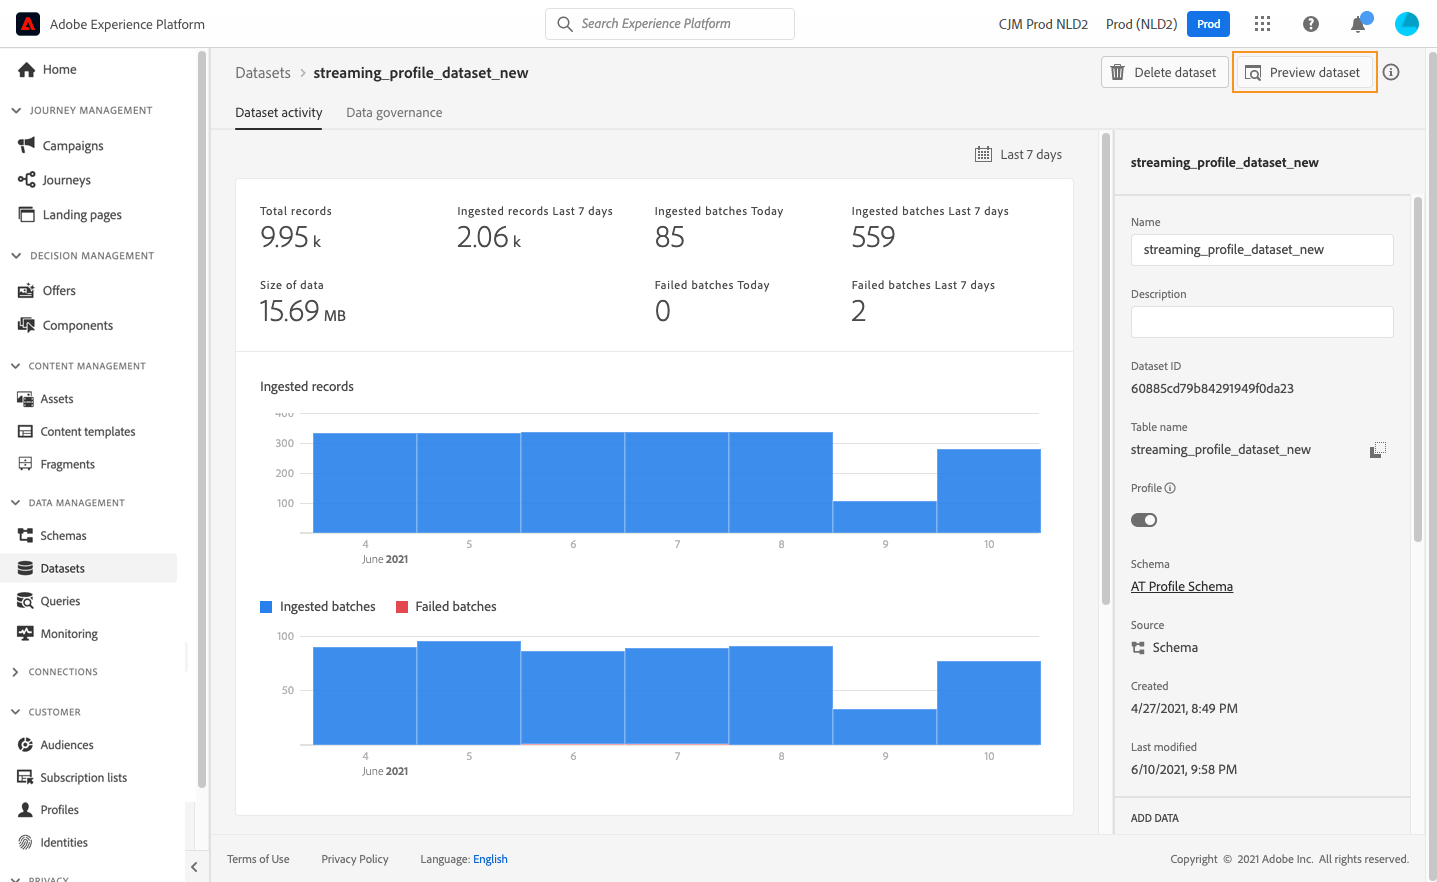 Adobe Experience Platform
Search Experience Platform
CJM Prod NLD2
Prod (NLD2)
Prod
Home
JOURNEY MANAGEMENT
Campaigns
Journeys
Landing pages
DECISION MANAGEMENT
Offers
Components
CONTENT MANAGEMENT
Assets
Content templates
Fragments
DATA MANAGEMENT
Schemas
Datasets
Queries
Monitoring
CONNECTIONS
CUSTOMER
Audiences
Subscription lists
Profiles
Identities
PRIVACY
Datasets > streaming_profile_dataset_new
Delete dataset
Preview dataset
Dataset activity
Data governance
Last 7 days
Total records
9.95 k
Ingested records Last 7 days
2.06 k
Ingested batches Today
85
Ingested batches Last 7 days
559
Size of data
15.69 MB
Failed batches Today
0
Failed batches Last 7 days
2
Ingested records
400
300
200
100
4 5 6 7 8 9 10
June 2021
Ingested batches
Failed batches
100
50
4 5 6 7 8 9 10
June 2021
streaming_profile_dataset_new
Name
streaming_profile_dataset_new
Description
Dataset ID
60885cd79b84291949f0da23
Table name
streaming_profile_dataset_new
Profile
Schema
AT Profile Schema
Source
Schema
Created
4/27/2021, 8:49 PM
Last modified
6/10/2021, 9:58 PM
ADD DATA
Terms of Use
Privacy Policy
Language: English
Copyright © 2021 Adobe Inc. All rights reserved.